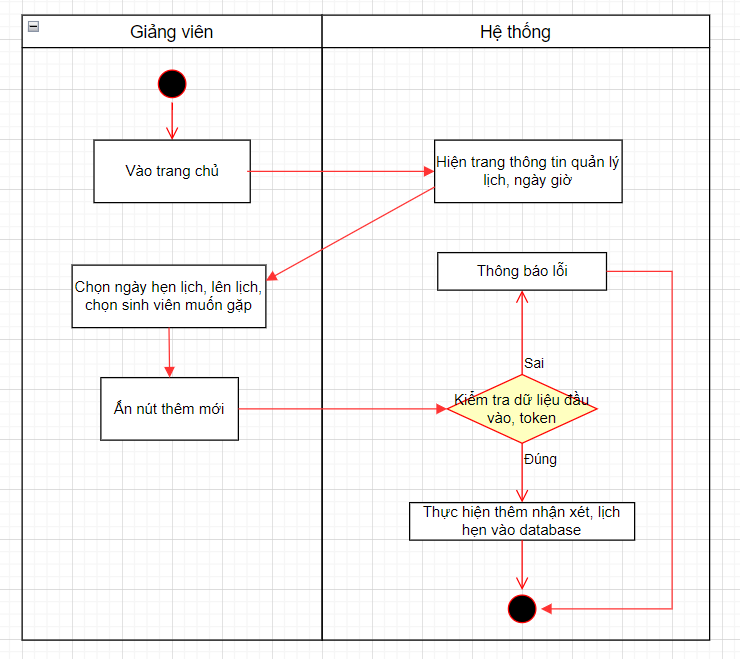 Giảng viên
Hệ thống
Vào trang chủ
Hiện trang thông tin quản lý
lịch, ngày giờ
Chọn ngày hẹn lịch, lên lịch,
chọn sinh viên muốn gặp
Thông báo lỗi
Sai
Ấn nút thêm mới
Kiểm tra dữ liệu đầu
vào, token
Đúng
Thực hiện thêm nhận xét, lịch
hẹn vào database